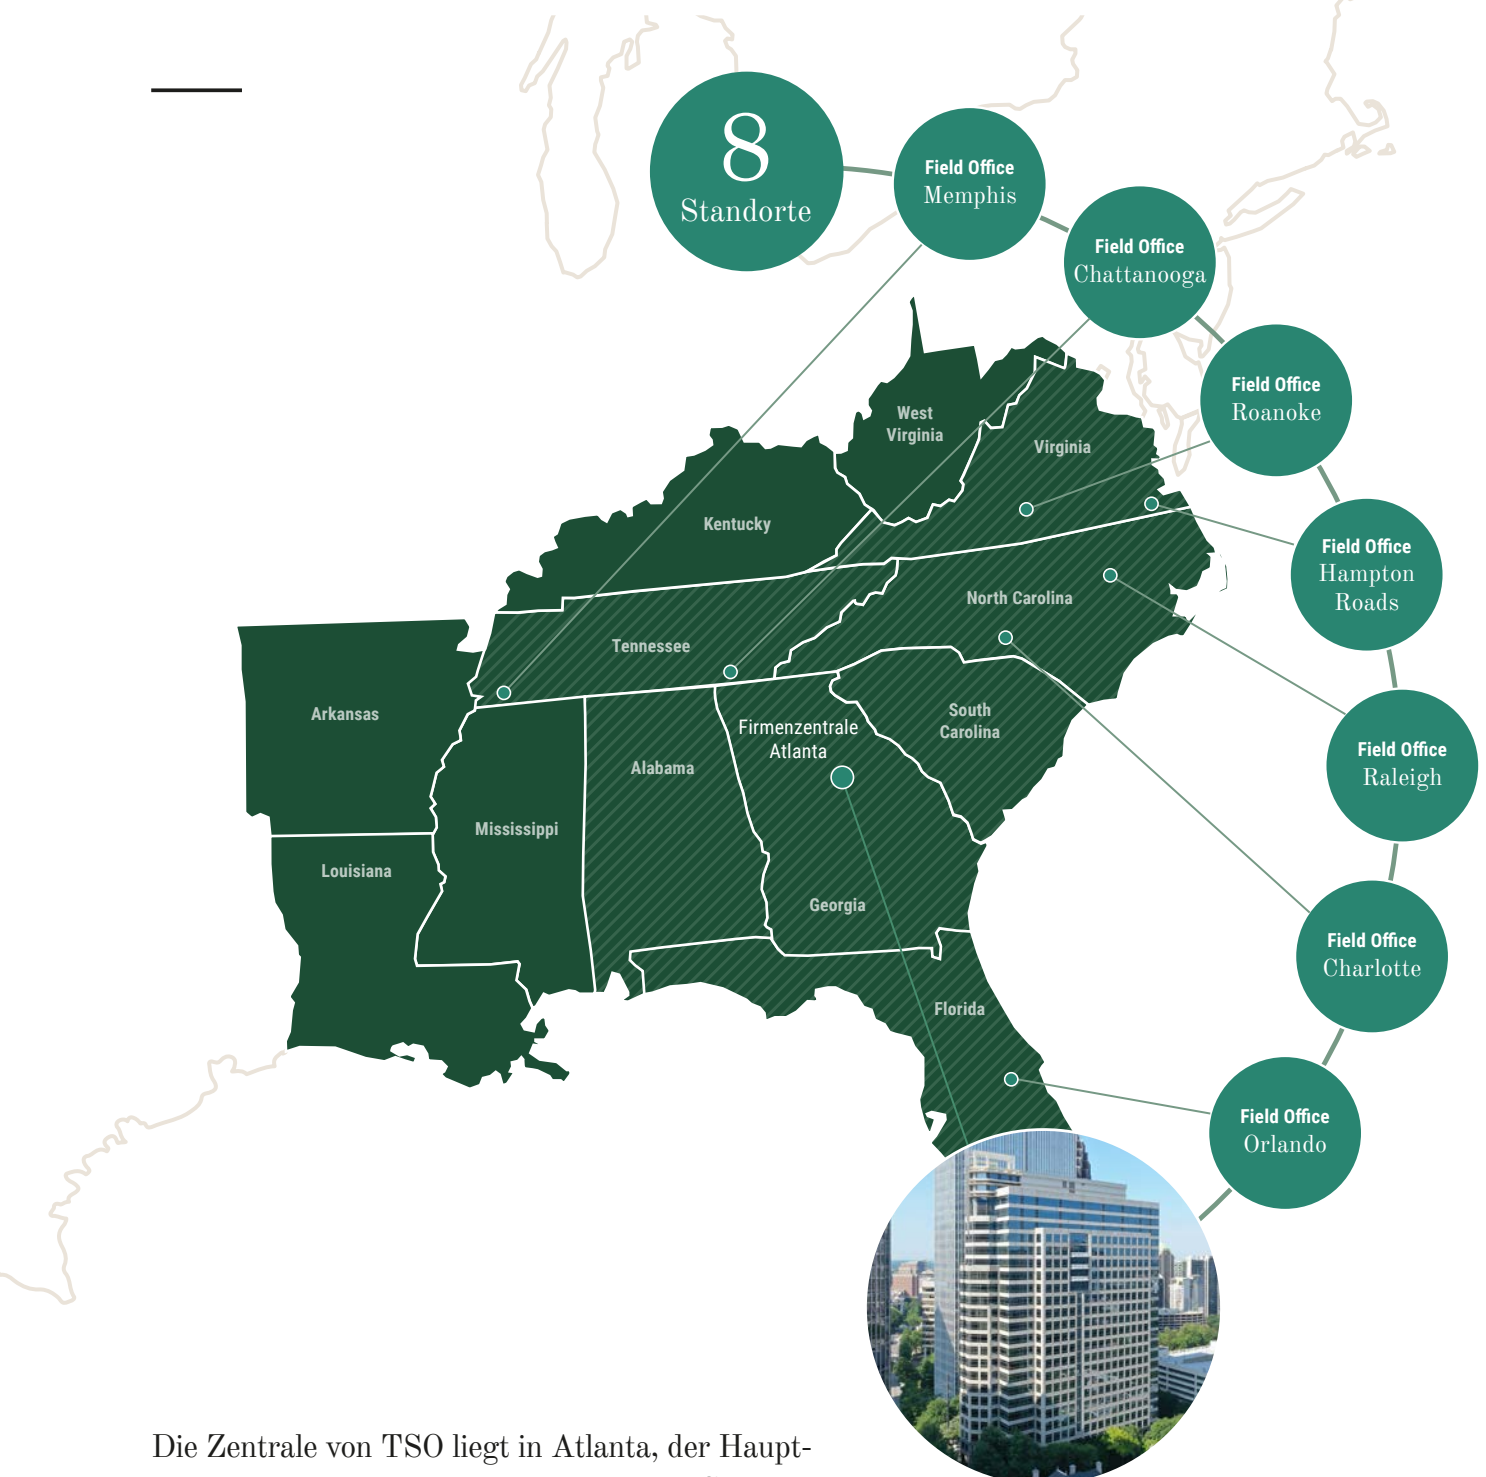 8
Standorte
Field Office
Memphis
Field Office
Chattanooga
Field Office
Roanoke
Field Office
Hampton
Roads
Field Office
Raleigh
Field Office
Charlotte
Field Office
Orlando
West
Virginia
Virginia
Kentucky
North Carolina
Tennessee
Arkansas
South
Carolina
Firmenzentrale
Atlanta
Alabama
Mississippi
Louisiana
Georgia
Florida
Die Zentrale von TSO liegt in Atlanta, der Haupt-